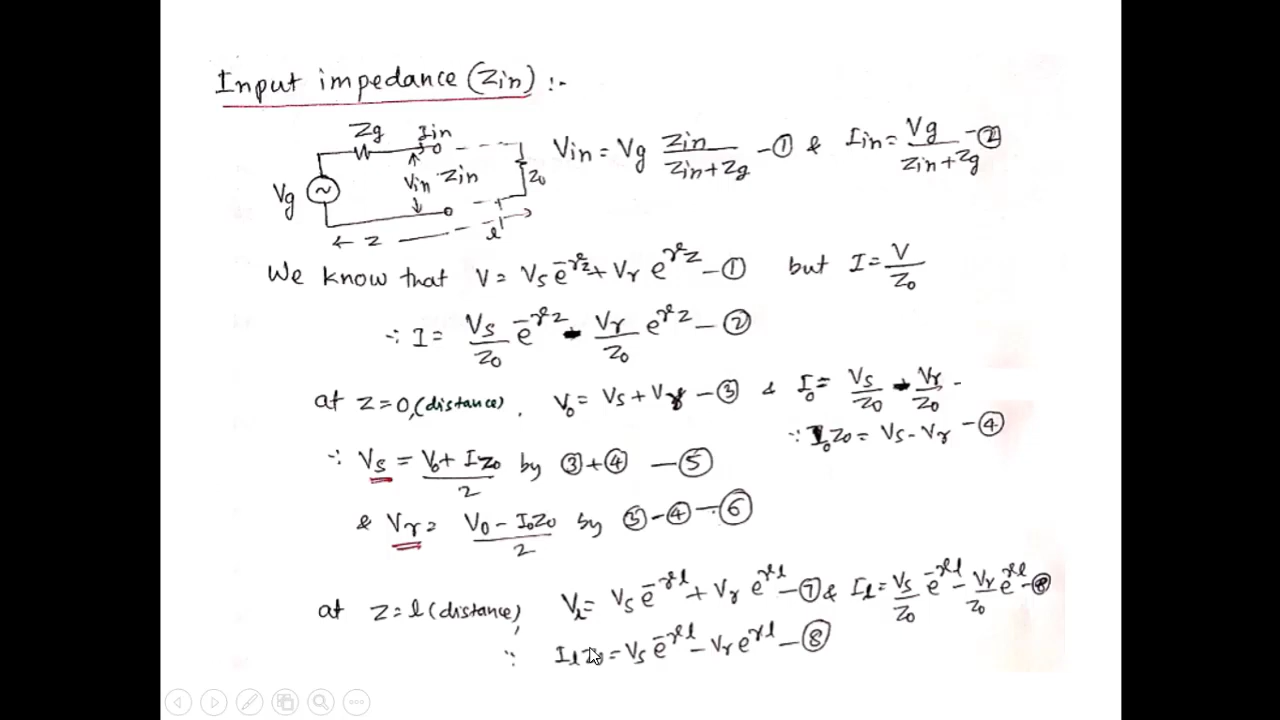 Input impedance (Zin) :-
Zg Iin
Vg Vin Zin Z0
← z — l →
Vin = Vg Zin/(Zin+Zg) - ① & Iin = Vg/(Zin+Zg) - ②
We know that V = Vs e^-γz + Vr e^γz - ① but I = V/Z0
∵ I = Vs/Z0 e^-γz - Vr/Z0 e^γz - ②
at z=0, (distance), V0 = Vs + Vr - ③ & I0 = Vs/Z0 - Vr/Z0 -
∵ I0Z0 = Vs - Vr - ④
∵ Vs = (V0 + IZ0)/2 by ③+④ — ⑤
& Vr = (V0 - I0Z0)/2 by ③-④ - ⑥
at z=l (distance), Vl = Vs e^-γl + Vr e^γl - ⑦ & Il = Vs/Z0 e^-γl - Vr/Z0 e^γl - ⑧
∵ IlZ0 = Vs e^-γl - Vr e^γl - ⑧